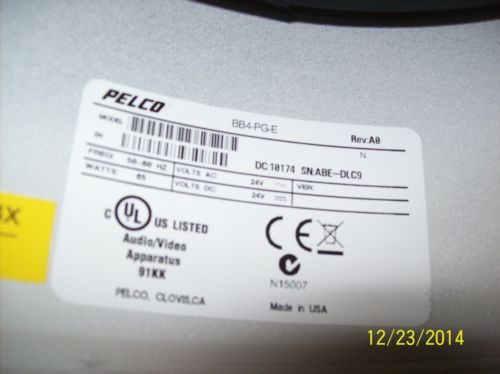 PELCO
MODEL BB4-PG-E Rev:A0
SN N
DC:10174 SN:ABE-DLC9
FREQ: 50-60 HZ VOLTS AC: 24V VER:
WATTS: 65 VOLTS DC: 24V
C UL US LISTED
Audio/Video
Apparatus
91KK
CE
N15007
PELCO, CLOVIS,CA
Made in USA
12/23/2014